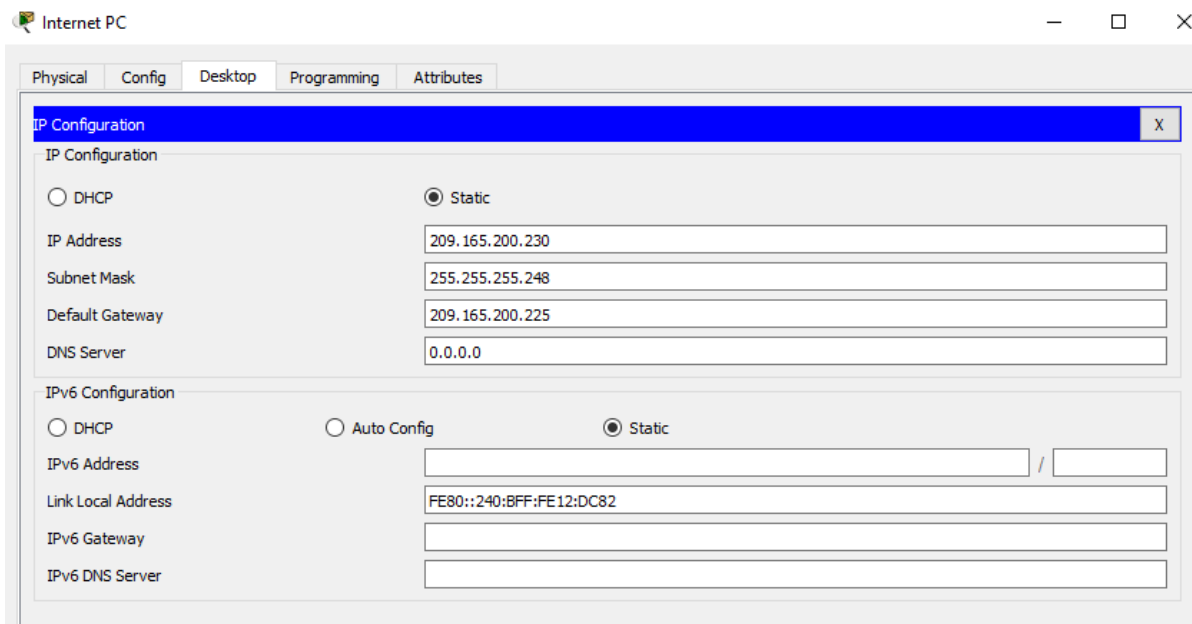 Internet PC
Physical Config Desktop Programming Attributes
IP Configuration X
IP Configuration
DHCP Static
IP Address 209.165.200.230
Subnet Mask 255.255.255.248
Default Gateway 209.165.200.225
DNS Server 0.0.0.0
IPv6 Configuration
DHCP Auto Config Static
IPv6 Address /
Link Local Address FE80::240:BFF:FE12:DC82
IPv6 Gateway
IPv6 DNS Server